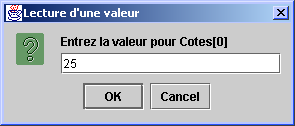 Lecture d'une valeur
Entrez la valeur pour Cotes[0]
25
OK
Cancel